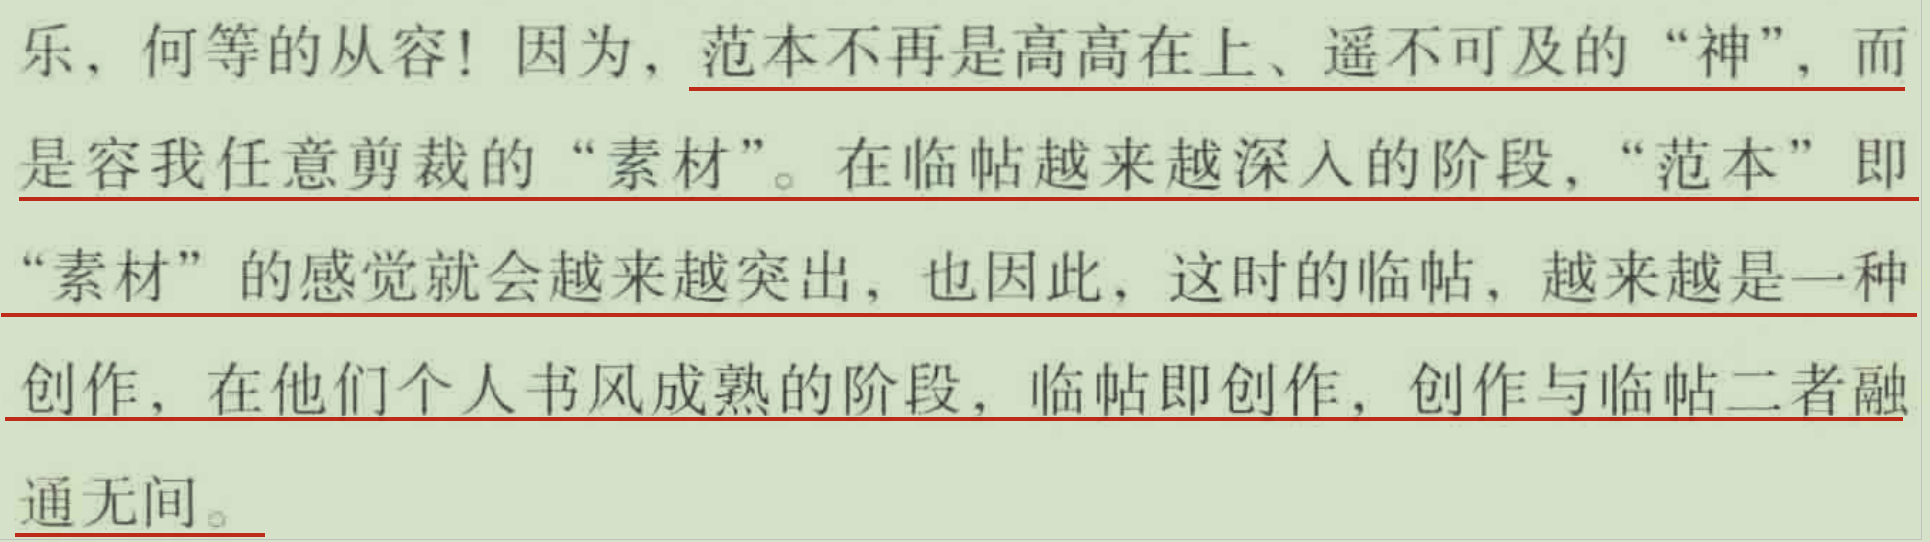 乐，何等的从容！因为，范本不再是高高在上、遥不可及的“神”，而
是容我任意剪裁的“素材”。在临帖越来越深入的阶段，“范本”即
“素材”的感觉就会越来越突出，也因此，这时的临帖，越来越是一种
创作，在他们个人书风成熟的阶段，临帖即创作，创作与临帖二者融
通无间。